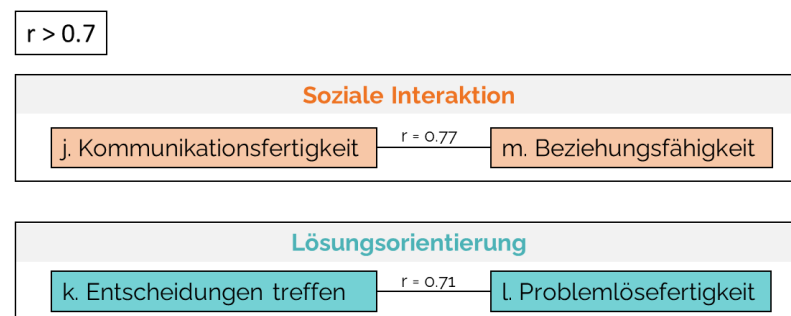 r > 0.7
Soziale Interaktion
j. Kommunikationsfertigkeit r = 0.77 m. Beziehungsfähigkeit
Lösungsorientierung
k. Entscheidungen treffen r = 0.71 l. Problemlösefertigkeit